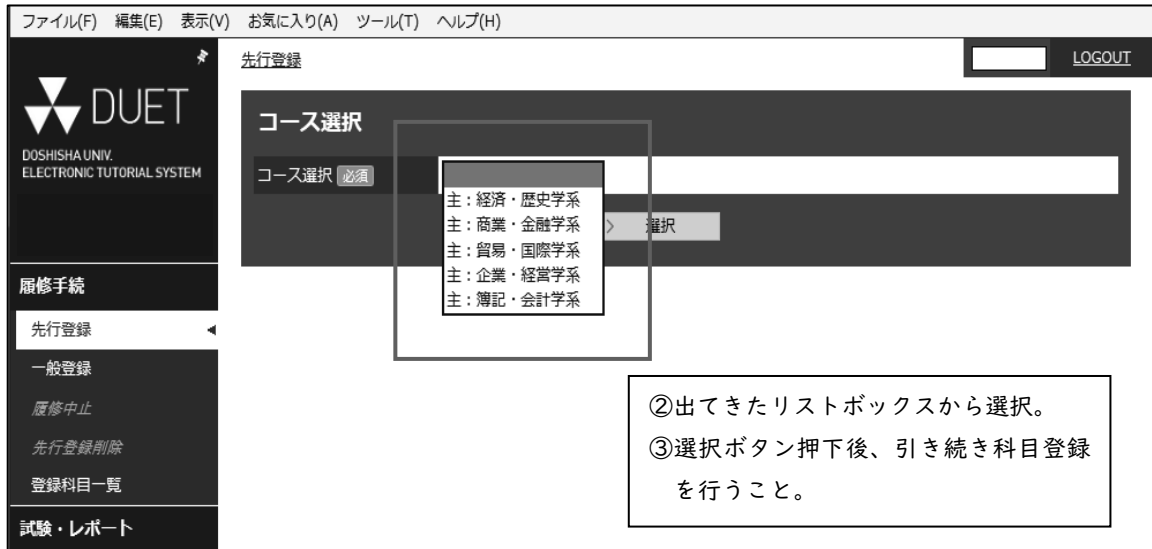 ファイル(F) 編集(E) 表示(V) お気に入り(A) ツール(T) ヘルプ(H)
先行登録
LOGOUT
DUET
DOSHISHA UNIV.
ELECTRONIC TUTORIAL SYSTEM
コース選択
コース選択 必須
主：経済・歴史学系
主：商業・金融学系
主：貿易・国際学系
主：企業・経営学系
主：簿記・会計学系
選択
履修手続
先行登録
一般登録
履修中止
先行登録削除
登録科目一覧
試験・レポート
②出てきたリストボックスから選択。
③選択ボタン押下後、引き続き科目登録
を行うこと。